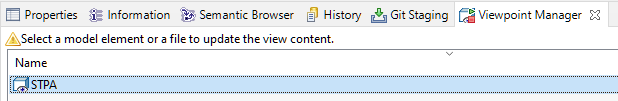 Properties Information Semantic Browser History Git Staging Viewpoint Manager
Select a model element or a file to update the view content.
Name
STPA